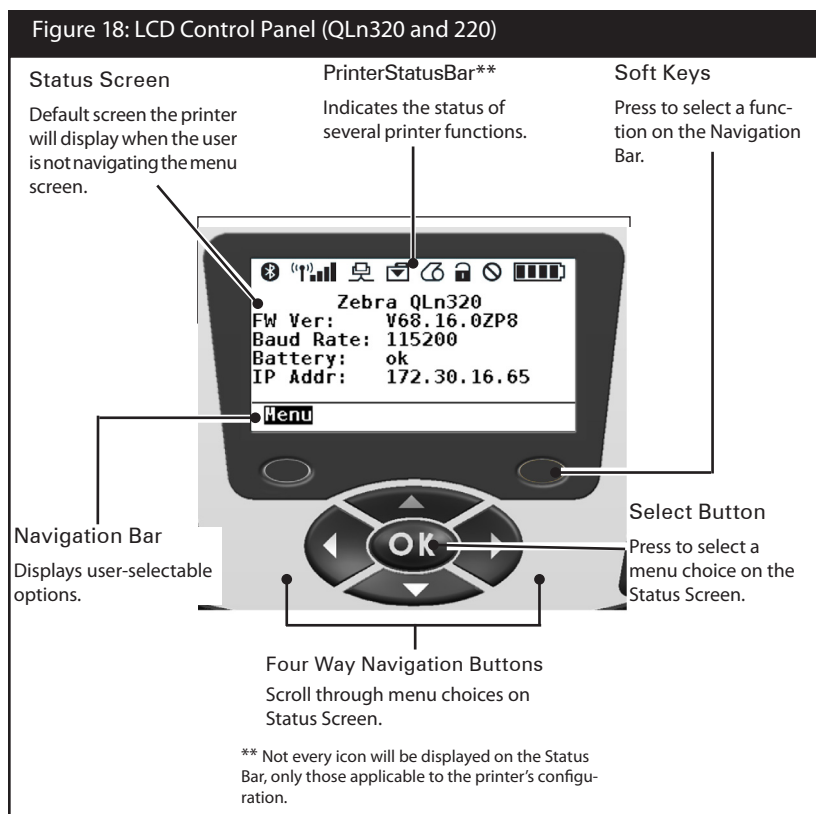 Figure 18: LCD Control Panel (QLn320 and 220)
Status Screen
Default screen the printer
will display when the user
is not navigating the menu
screen.
PrinterStatusBar**
Indicates the status of
several printer functions.
Soft Keys
Press to select a func-
tion on the Navigation
Bar.
Zebra QLn320
FW Ver: V68.16.0ZP8
Baud Rate: 115200
Battery: ok
IP Addr: 172.30.16.65
Menu
OK
Navigation Bar
Displays user-selectable
options.
Select Button
Press to select a
menu choice on the
Status Screen.
Four Way Navigation Buttons
Scroll through menu choices on
Status Screen.
** Not every icon will be displayed on the Status
Bar, only those applicable to the printer's configu-
ration.